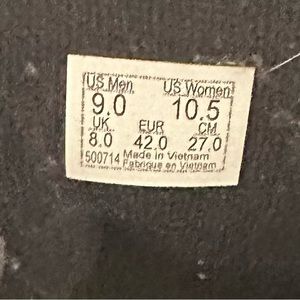 US Men US Women
9.0 10.5
UK EUR CM
8.0 42.0 27.0
500714 Made in Vietnam
Fabriqué en Vietnam